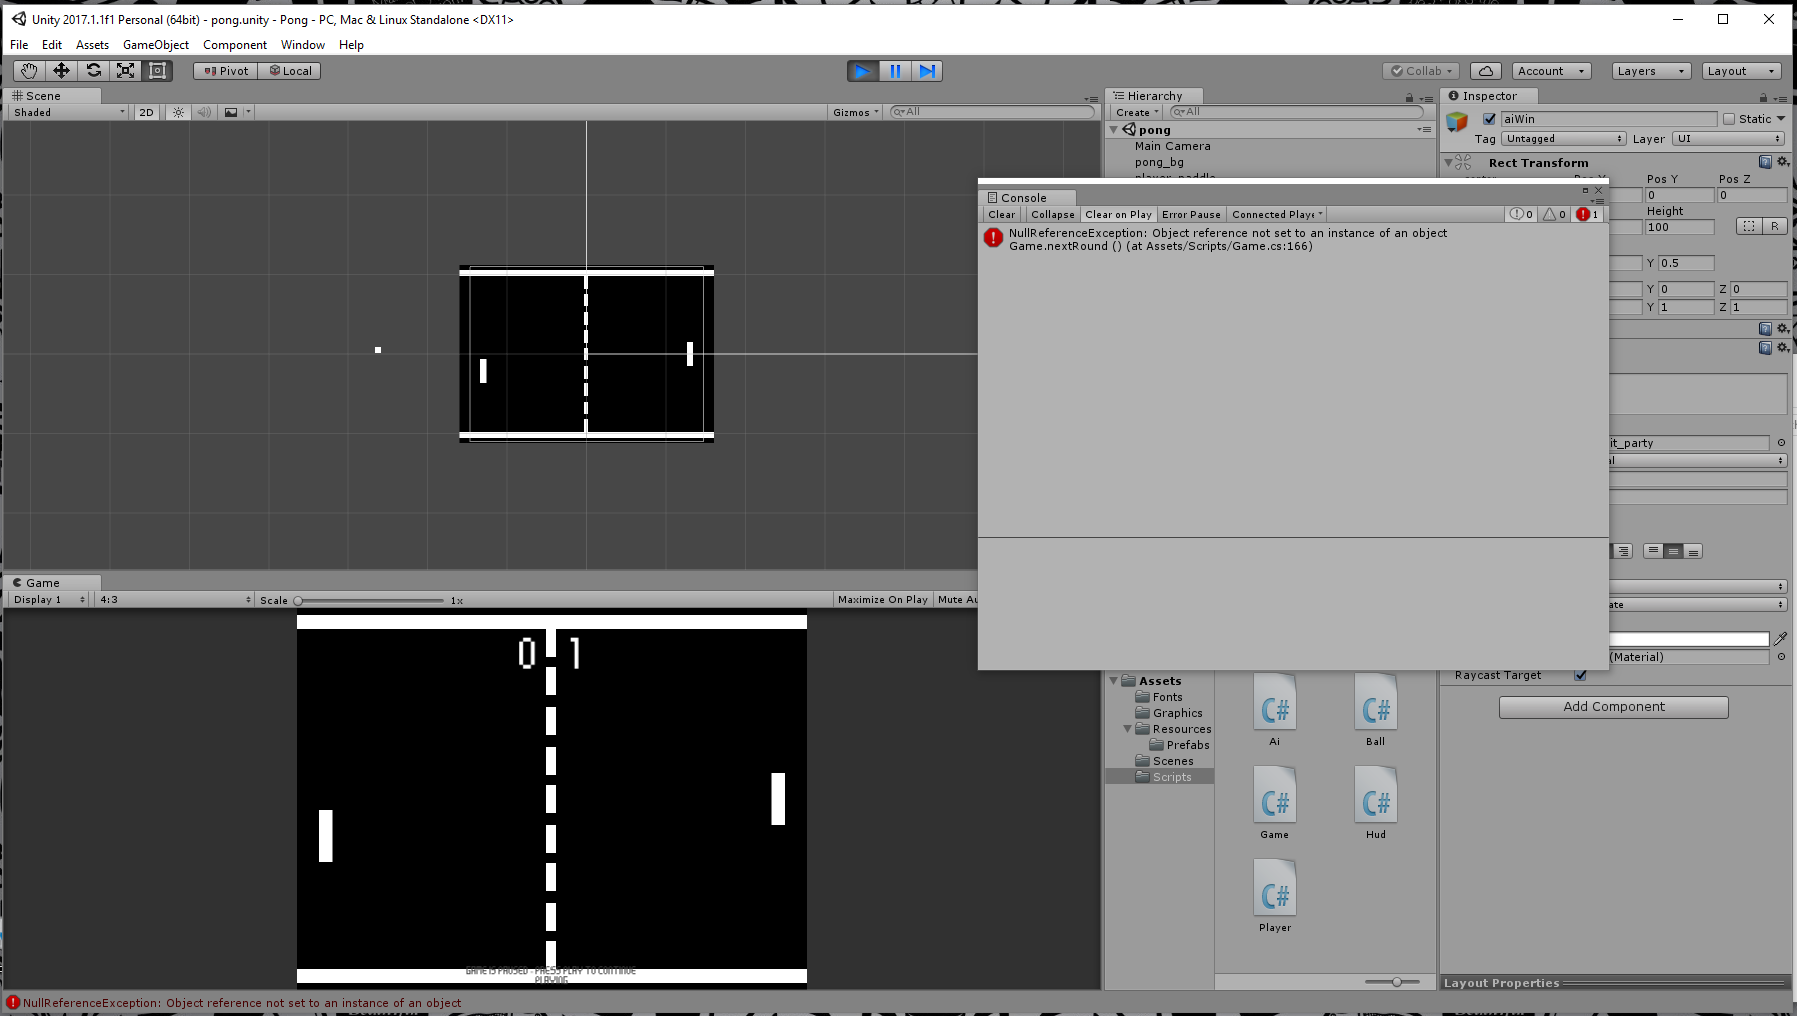 Unity 2017.1.1f1 Personal (64bit) - pong.unity - Pong - PC, Mac & Linux Standalone <DX11>
File Edit Assets GameObject Component Window Help
Pivot Local Collab Account Layers Layout
Scene
Shaded 2D Gizmos All
Hierarchy
Create All
pong
Main Camera
pong_bg
player_paddle
Inspector
aiWin Static
Tag Untagged Layer UI
Rect Transform
Pos Y Pos Z
0 0
Height
100 R
Y 0.5
Y 0 Z 0
Y 1 Z 1
Console
Clear Collapse Clear on Play Error Pause Connected Playe 0 0 1
NullReferenceException: Object reference not set to an instance of an object
Game.nextRound () (at Assets/Scripts/Game.cs:166)
it_party
al
ate
(Material)
Raycast Target
Add Component
Game
Display 1 4:3 Scale 1x Maximize On Play Mute Au
0 1
GAME IS PAUSED - PRESS PLAY TO CONTINUE
PLAYING
Assets
Fonts
Graphics
Resources
Prefabs
Scenes
Scripts
C# C#
Ai Ball
C# C#
Game Hud
C#
Player
Layout Properties
NullReferenceException: Object reference not set to an instance of an object